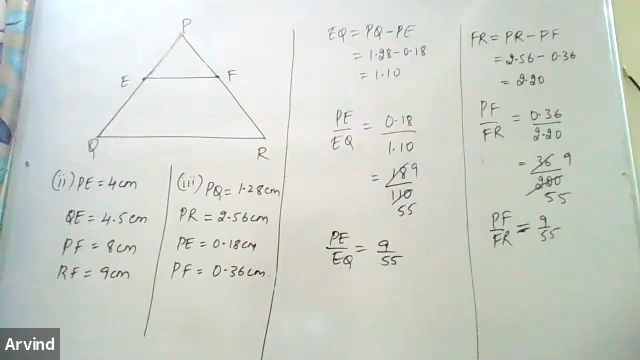 P
E
F
Q
R
(ii) PE = 4cm
QE = 4.5cm
PF = 8cm
RF = 9cm
(iii) PQ = 1.28cm
PR = 2.56cm
PE = 0.18cm
PF = 0.36cm.
EQ = PQ - PE
= 1.28 - 0.18
= 1.10
PE/EQ = 0.18/1.10
= 18 9/110 55
PE/EQ = 9/55
FR = PR - PF
= 2.56 - 0.36
= 2.20
PF/FR = 0.36/2.20
= 36 9/55
PF/FR = 9/55
Arvind